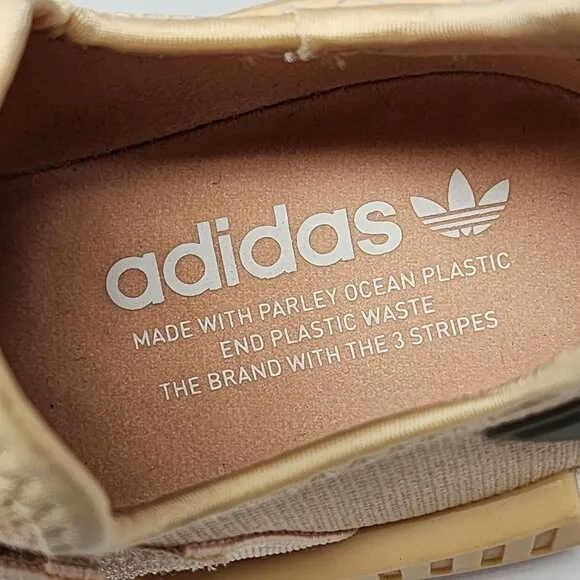 adidas
MADE WITH PARLEY OCEAN PLASTIC
END PLASTIC WASTE
THE BRAND WITH THE 3 STRIPES